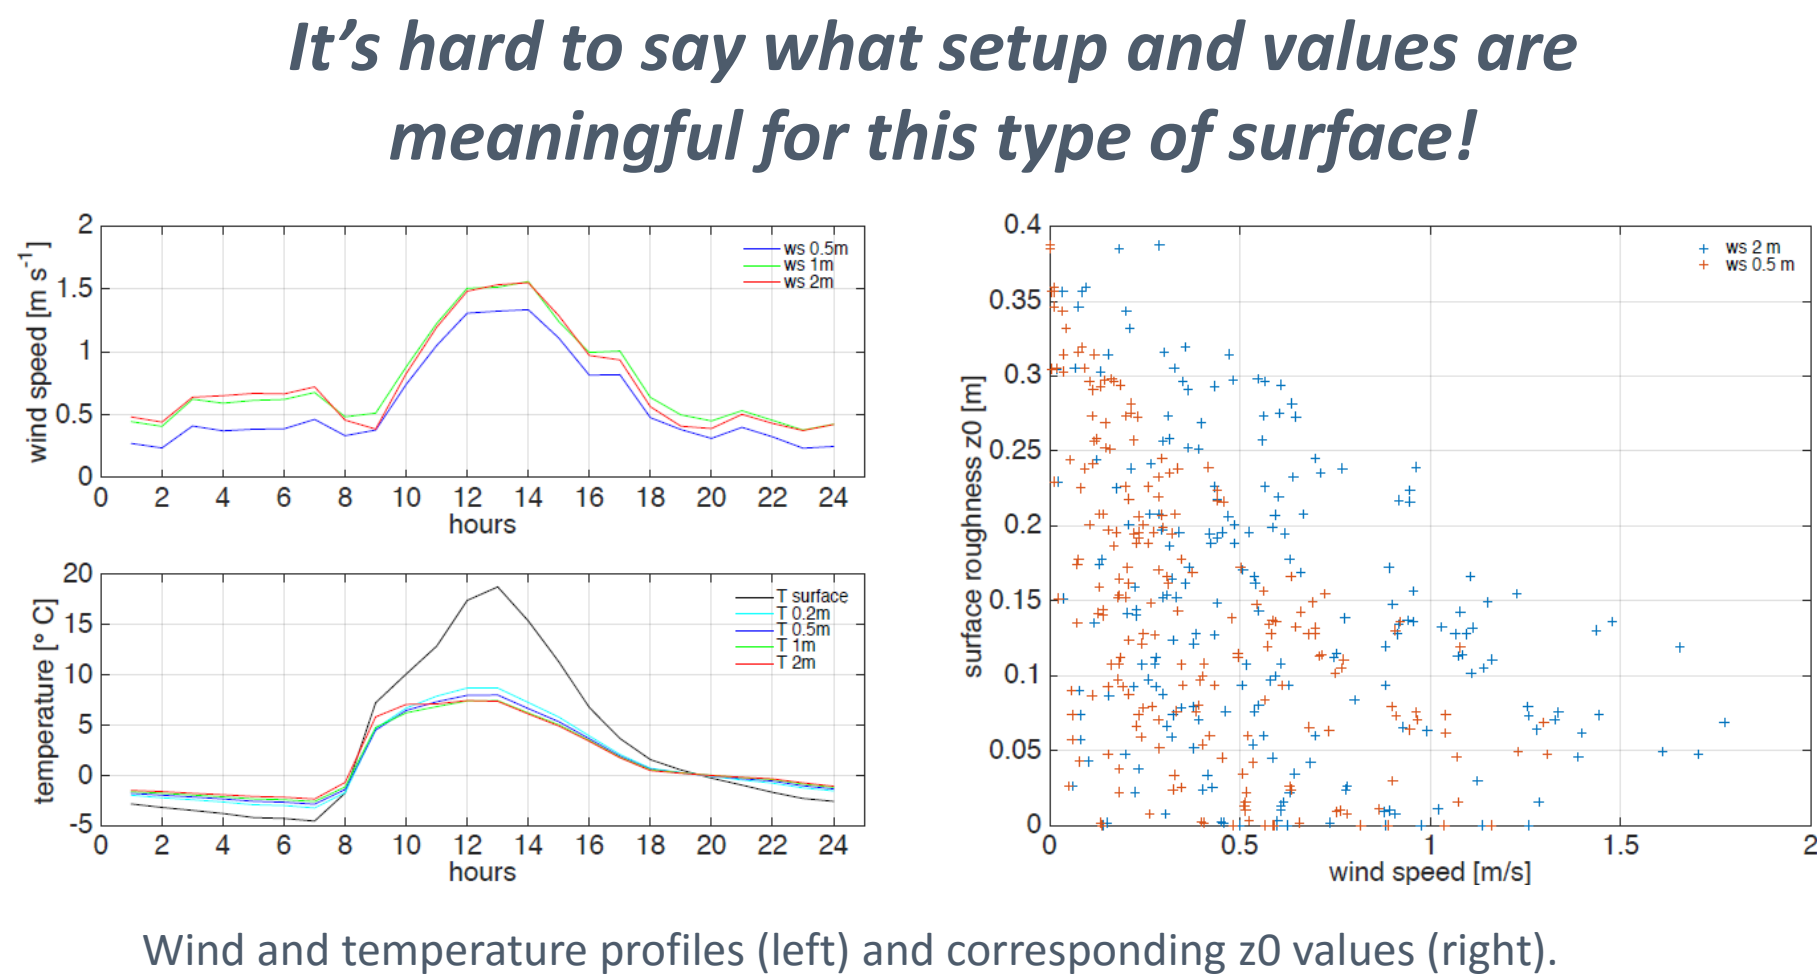 It's hard to say what setup and values are
meaningful for this type of surface!
wind speed [m s-1]
2
1.5
1
0.5
0
ws 0.5m
ws 1m
ws 2m
0 2 4 6 8 10 12 14 16 18 20 22 24
hours
temperature [° C]
20
15
10
5
0
-5
T surface
T 0.2m
T 0.5m
T 1m
T 2m
0 2 4 6 8 10 12 14 16 18 20 22 24
hours
surface roughness z0 [m]
0.4
0.35
0.3
0.25
0.2
0.15
0.1
0.05
0
ws 2 m
ws 0.5 m
0 0.5 1 1.5 2
wind speed [m/s]
Wind and temperature profiles (left) and corresponding z0 values (right).